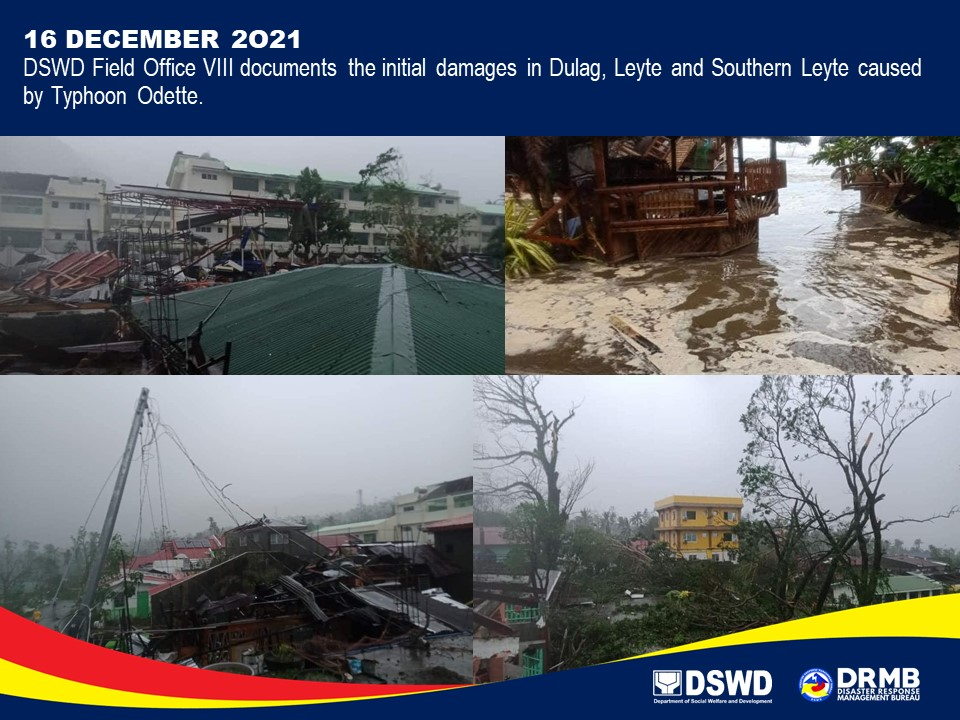 16 DECEMBER 2O21
DSWD Field Office VIII documents the initial damages in Dulag, Leyte and Southern Leyte caused
by Typhoon Odette.
DSWD
Department of Social Welfare and Development
DRMB
DISASTER RESPONSE
MANAGEMENT BUREAU